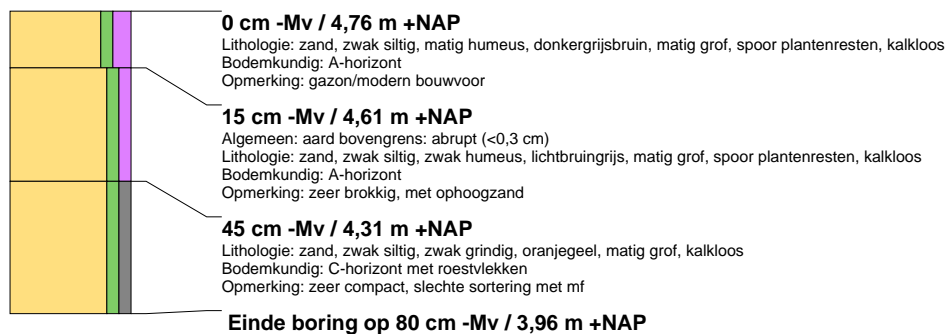 0 cm -Mv / 4,76 m +NAP
Lithologie: zand, zwak siltig, matig humeus, donkergrijsbruin, matig grof, spoor plantenresten, kalkloos
Bodemkundig: A-horizont
Opmerking: gazon/modern bouwvoor
15 cm -Mv / 4,61 m +NAP
Algemeen: aard bovengrens: abrupt (<0,3 cm)
Lithologie: zand, zwak siltig, zwak humeus, lichtbruingrijs, matig grof, spoor plantenresten, kalkloos
Bodemkundig: A-horizont
Opmerking: zeer brokkig, met ophoogzand
45 cm -Mv / 4,31 m +NAP
Lithologie: zand, zwak siltig, zwak grindig, oranjegeel, matig grof, kalkloos
Bodemkundig: C-horizont met roestvlekken
Opmerking: zeer compact, slechte sortering met mf
Einde boring op 80 cm -Mv / 3,96 m +NAP